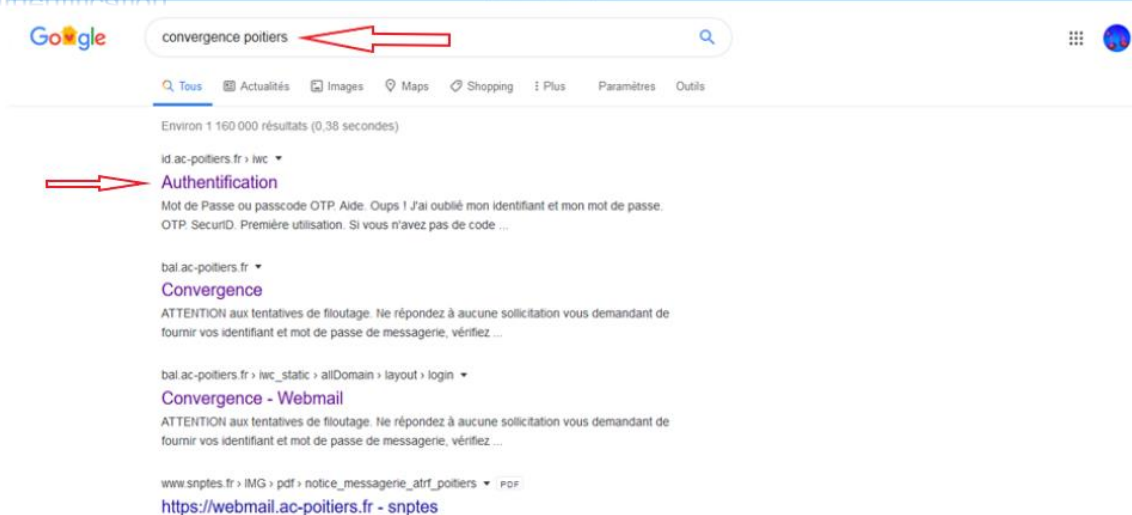 Google
convergence poitiers
Tous Actualités Images Maps Shopping Plus Paramètres Outils
Environ 1 160 000 résultats (0,38 secondes)
id.ac-poitiers.fr › iwc
Authentification
Mot de Passe ou passcode OTP. Aide. Oups ! J'ai oublié mon identifiant et mon mot de passe.
OTP. SecurID. Première utilisation. Si vous n'avez pas de code ...
bal.ac-poitiers.fr
Convergence
ATTENTION aux tentatives de filoutage. Ne répondez à aucune sollicitation vous demandant de
fournir vos identifiant et mot de passe de messagerie, vérifiez ...
bal.ac-poitiers.fr › iwc_static › allDomain › layout › login
Convergence - Webmail
ATTENTION aux tentatives de filoutage. Ne répondez à aucune sollicitation vous demandant de
fournir vos identifiant et mot de passe de messagerie, vérifiez ...
www.snptes.fr › IMG › pdf › notice_messagerie_atrf_poitiers PDF
https://webmail.ac-poitiers.fr - snptes